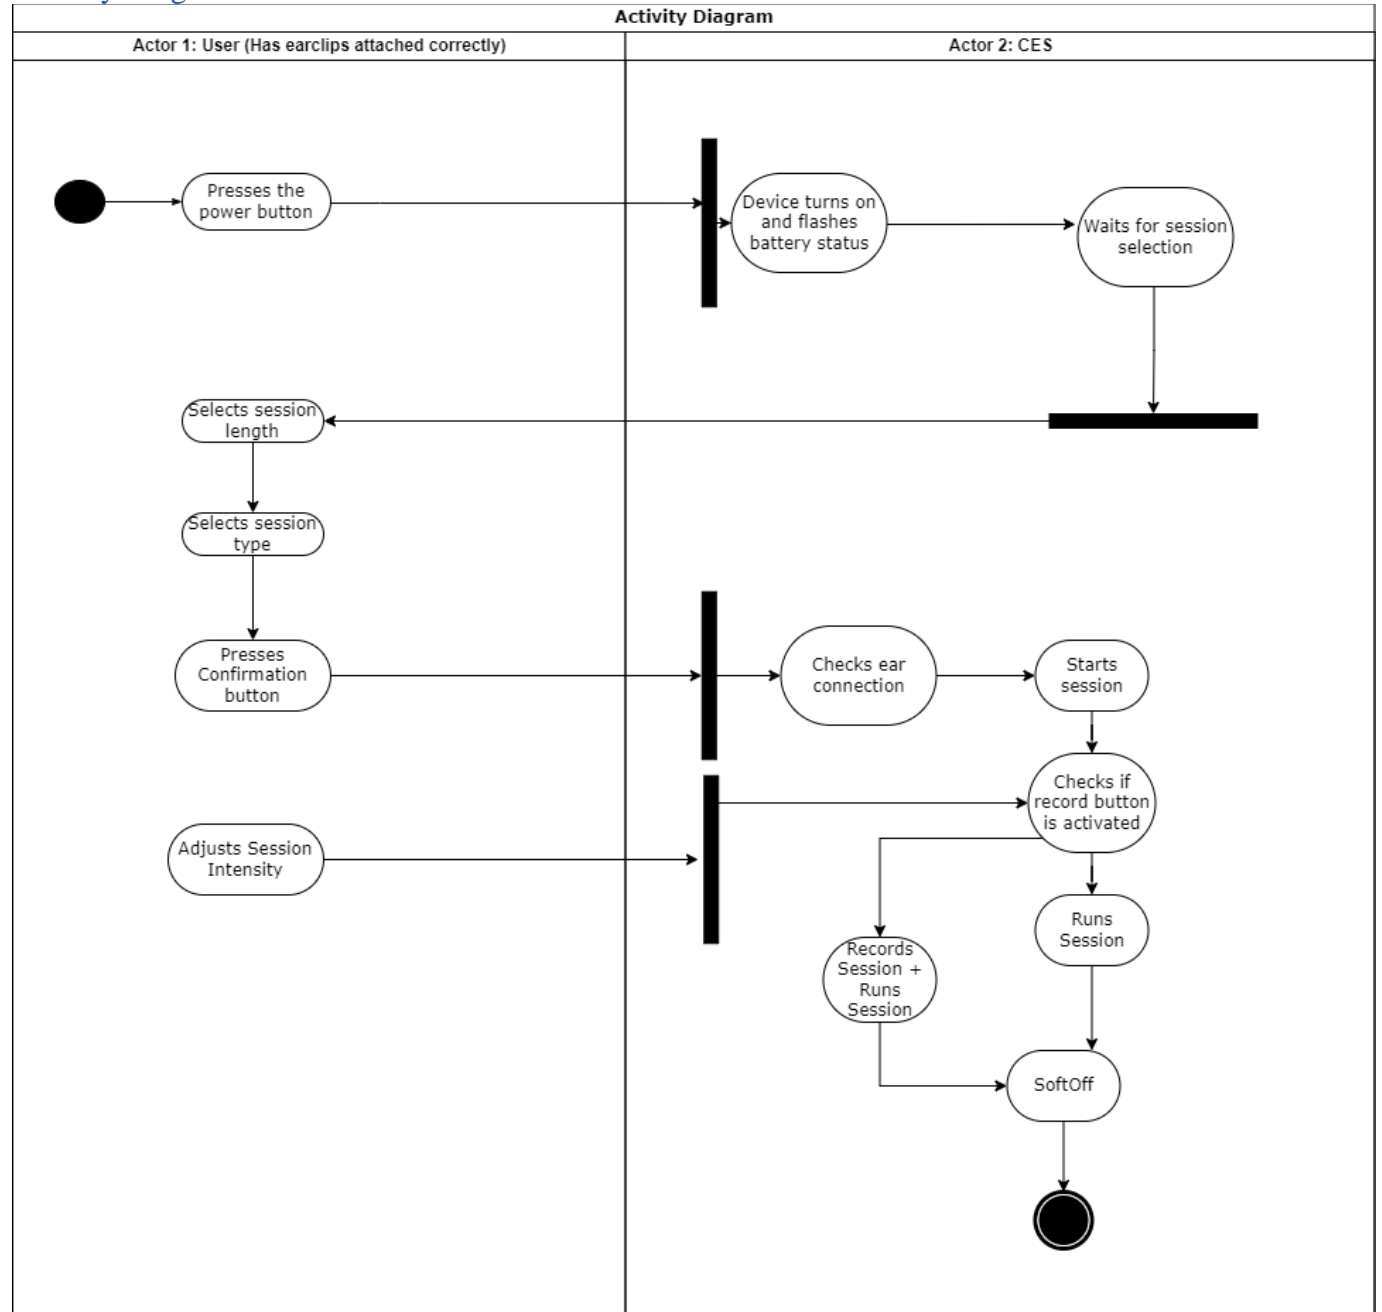 Activity Diagram
Actor 1: User (Has earclips attached correctly)
Actor 2: CES
Presses the
power button
Device turns on
and flashes
battery status
Waits for session
selection
Selects session
length
Selects session
type
Presses
Confirmation
button
Checks ear
connection
Starts
session
Checks if
record button
is activated
Adjusts Session
Intensity
Runs
Session
Records
Session +
Runs
Session
SoftOff